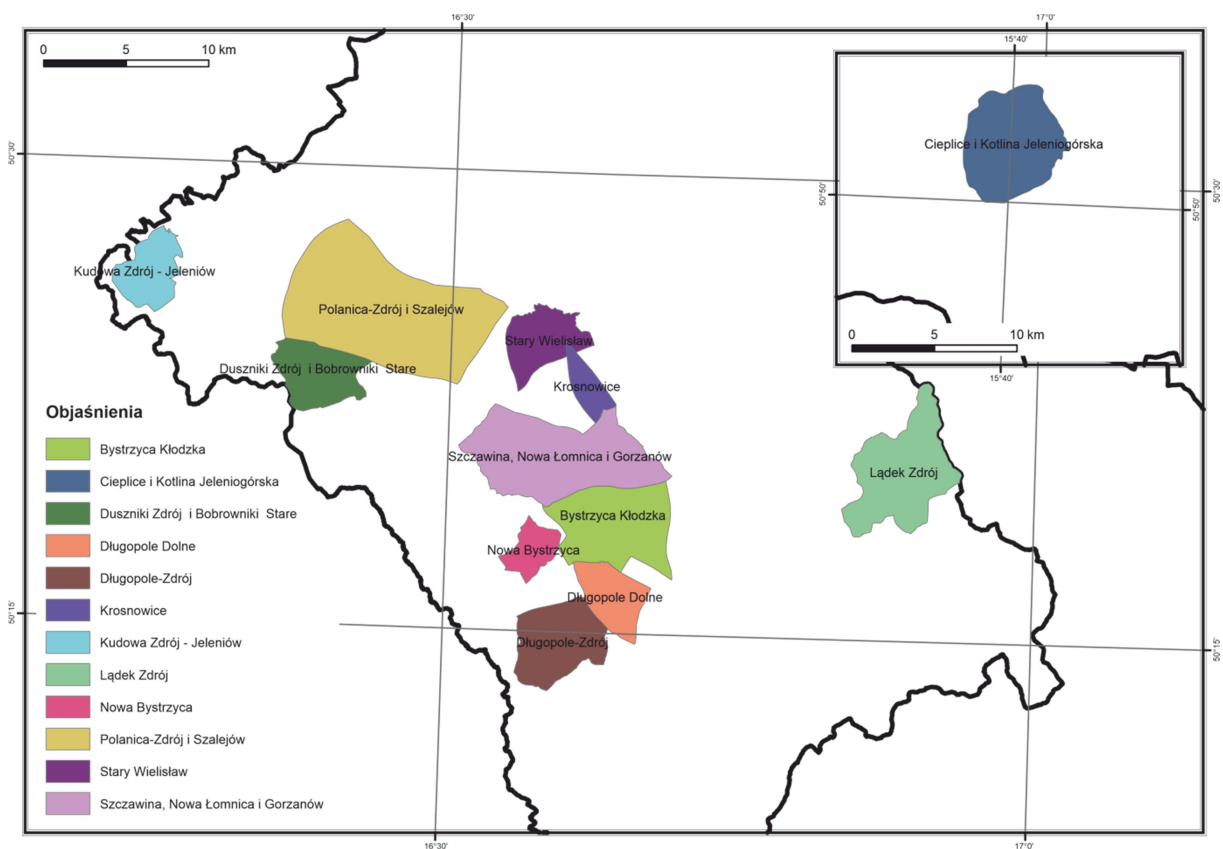 16°30'
17°0'
0 5 10 km
15°40'
50°30'
Cieplice i Kotlina Jeleniogórska
50°50'
50°50'
50°30'
Kudowa Zdrój - Jeleniów
Polanica-Zdrój i Szalejów
Stary Wielisław
0 5 10 km
15°40'
Duszniki Zdrój i Bobrowniki Stare
Krosnowice
Szczawina, Nowa Łomnica i Gorzanów
Lądek Zdrój
Bystrzyca Kłodzka
Nowa Bystrzyca
Długopole Dolne
Długopole-Zdrój
50°15'
50°15'
Objaśnienia
Bystrzyca Kłodzka
Cieplice i Kotlina Jeleniogórska
Duszniki Zdrój i Bobrowniki Stare
Długopole Dolne
Długopole-Zdrój
Krosnowice
Kudowa Zdrój - Jeleniów
Lądek Zdrój
Nowa Bystrzyca
Polanica-Zdrój i Szalejów
Stary Wielisław
Szczawina, Nowa Łomnica i Gorzanów
16°30'
17°0'